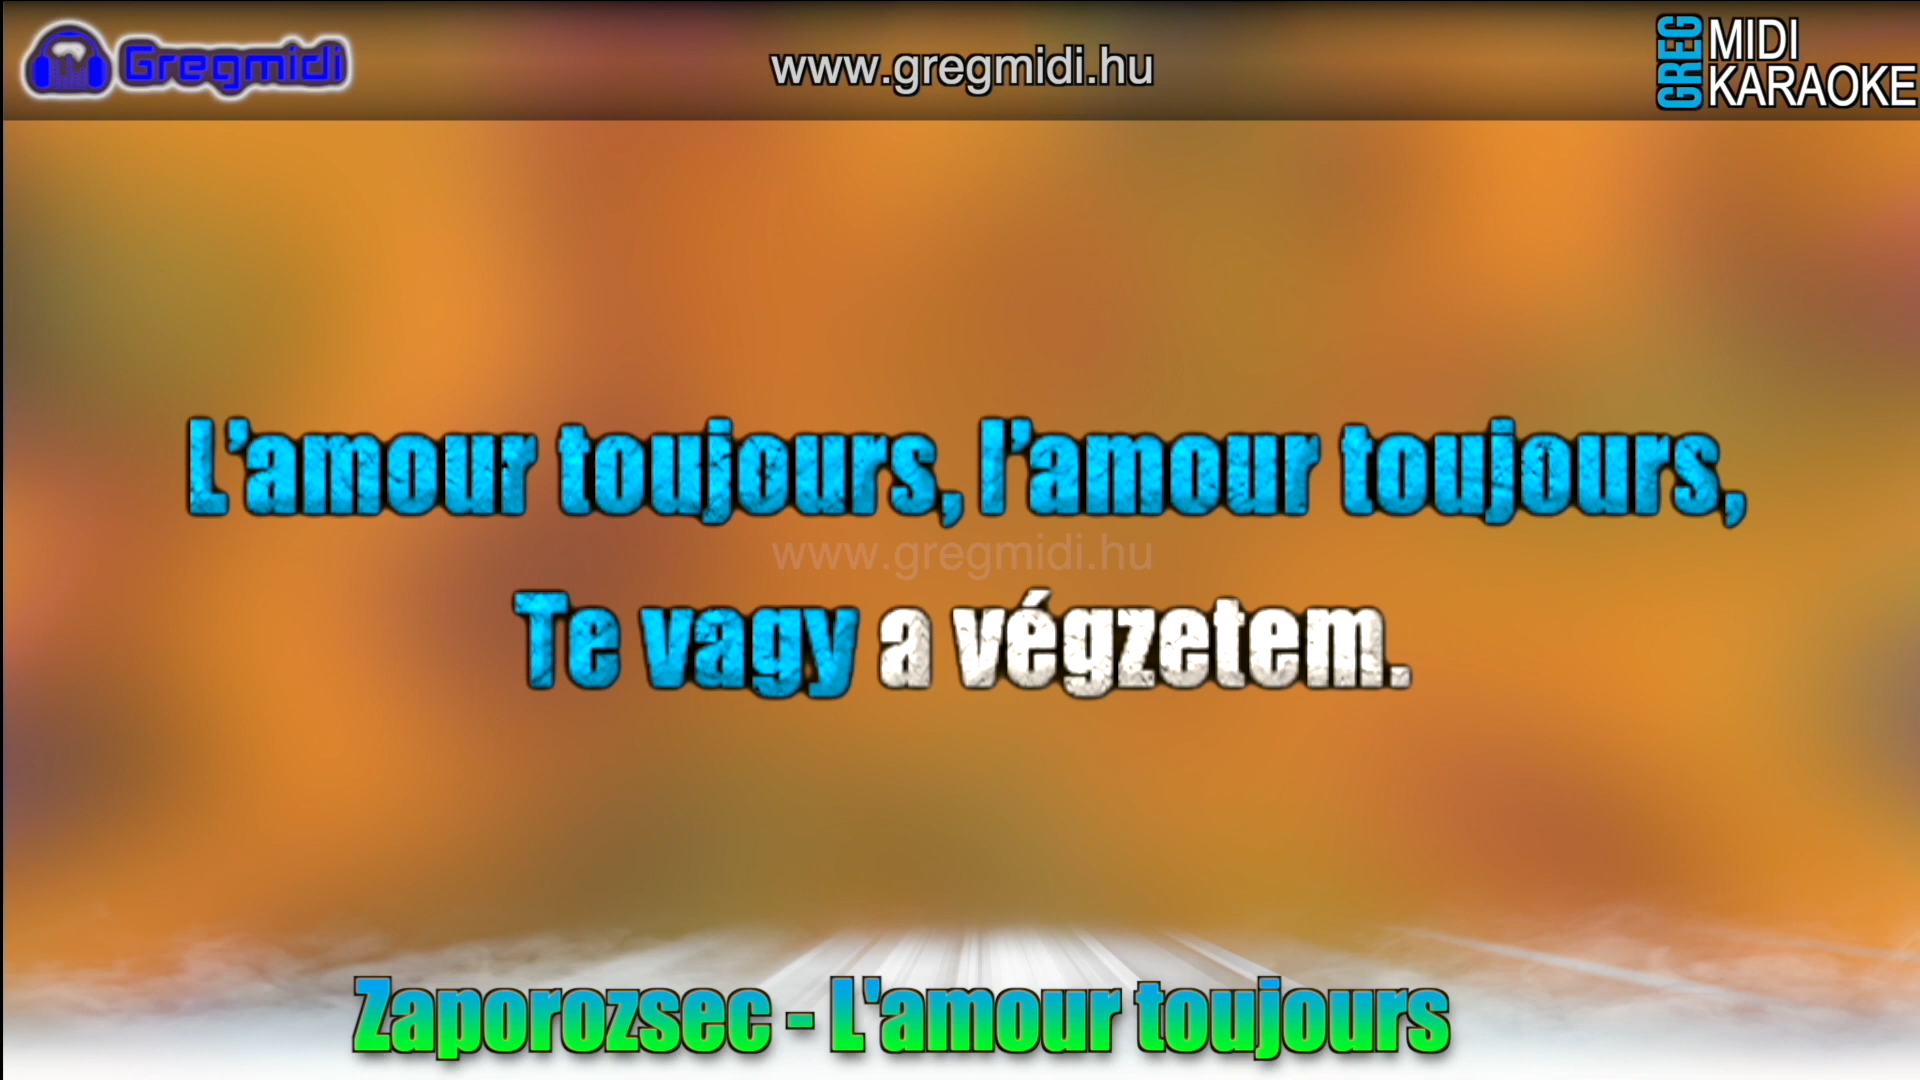 Gregmidi
www.gregmidi.hu
GREG MIDI KARAOKE
L'amour toujours, l'amour toujours,
www.gregmidi.hu
Te vagy a végzetem.
Zaporozsec - L'amour toujours